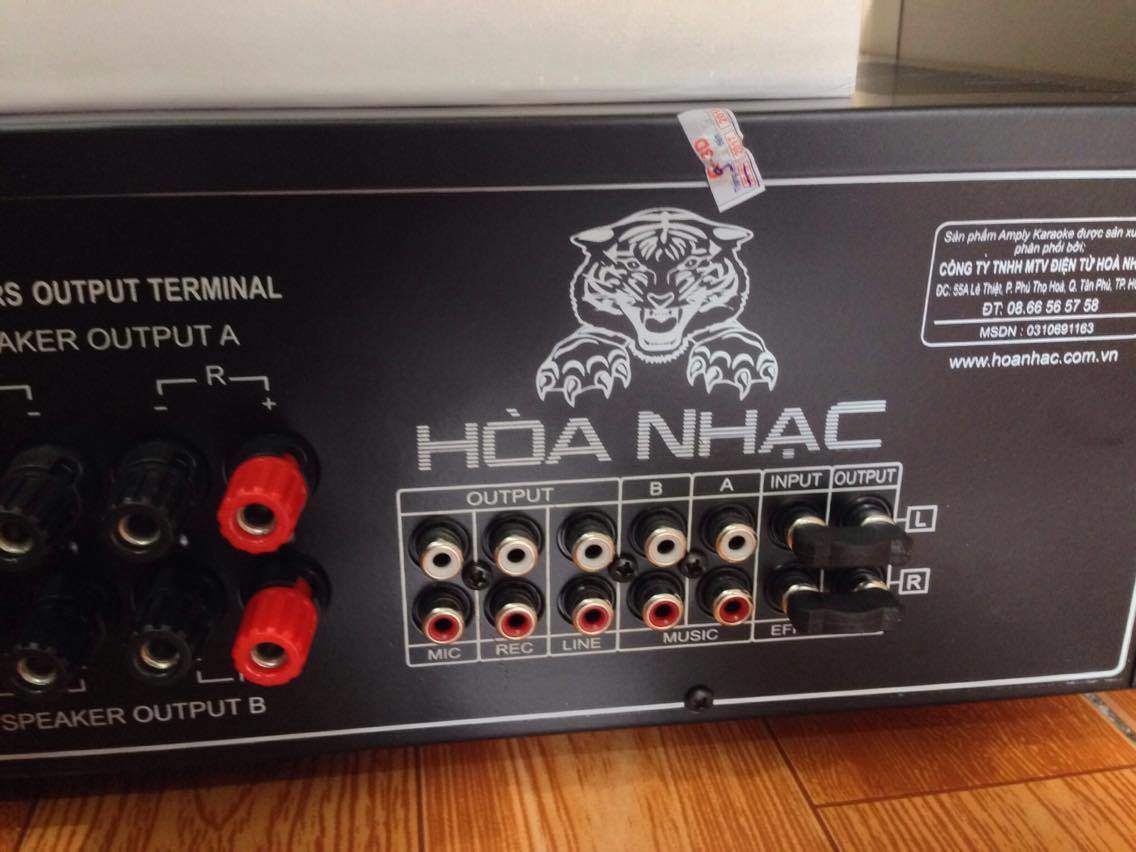 RS OUTPUT TERMINAL
AKER OUTPUT A
R
-
-
+
SPEAKER OUTPUT B
HÒA NHẠC
OUTPUT
B
A
INPUT
OUTPUT
L
R
MIC
REC
LINE
MUSIC
EF
Sản phẩm Amply Karaoke được sản xu
phân phối bởi:
CÔNG TY TNHH MTV ĐIỆN TỬ HOÀ NH
ĐC: 55A Lê Thiệt, P. Phú Thọ Hoà, Q. Tân Phú, TP. H
ĐT: 08.66 56 57 58
MSDN : 0310691163
www.hoanhac.com.vn